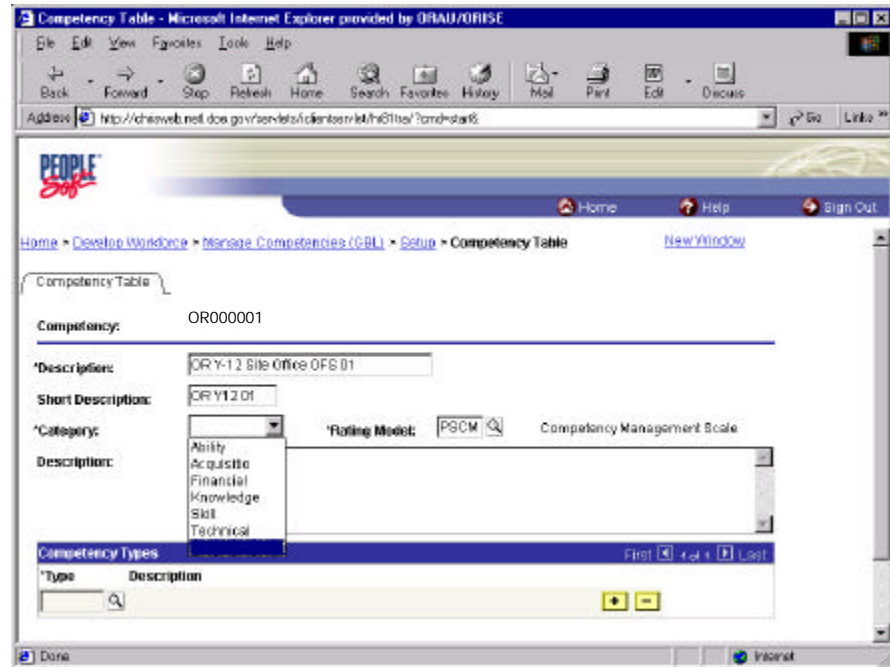 Competency Table - Microsoft Internet Explorer provided by ORAU/ORISE
File Edit View Favorites Tools Help
Back Forward Stop Refresh Home Search Favorites History Mail Print Edit Discuss
Address Go Links »
PEOPLE
Soft
Home Help Sign Out
Home > Develop Workforce > Manage Competencies (GBL) > Setup > Competency Table New Window
Competency Table
Competency: OR000001
*Description: OR Y-12 Site Office OFS 01
Short Description: OR Y12 01
*Category: *Rating Model: PSCM Competency Management Scale
Description:
Ability
Acquisitio
Financial
Knowledge
Skill
Technical
Competency Types First 1 of 1 Last
*Type Description
+ -
Done Internet